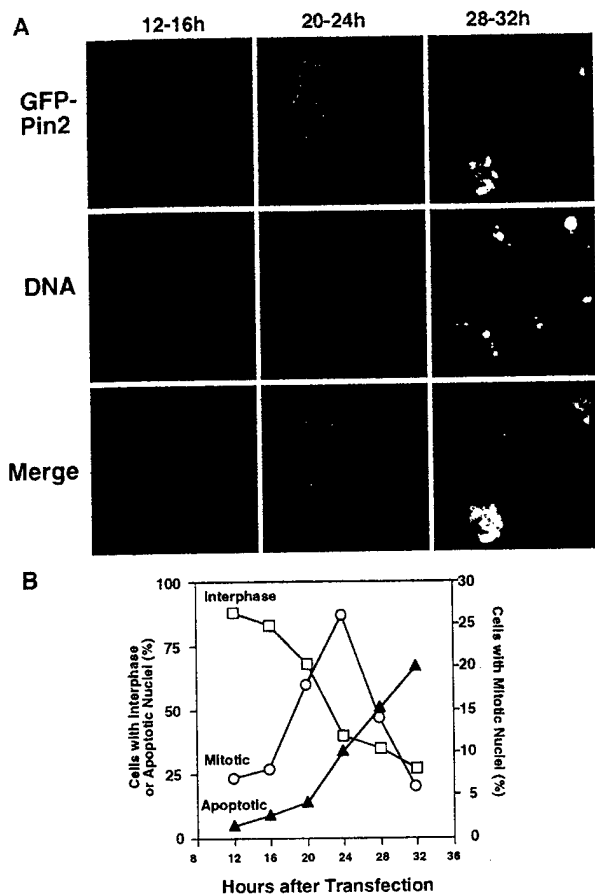 A
12-16h 20-24h 28-32h
GFP-
Pin2
DNA
Merge
B
100
75
50
25
0
Cells with Interphase
or Apoptotic Nuclei (%)
Interphase
Mitotic
Apoptotic
30
25
20
15
10
5
0
Cells with Mitotic Nuclei (%)
8 12 16 20 24 28 32 36
Hours after Transfection